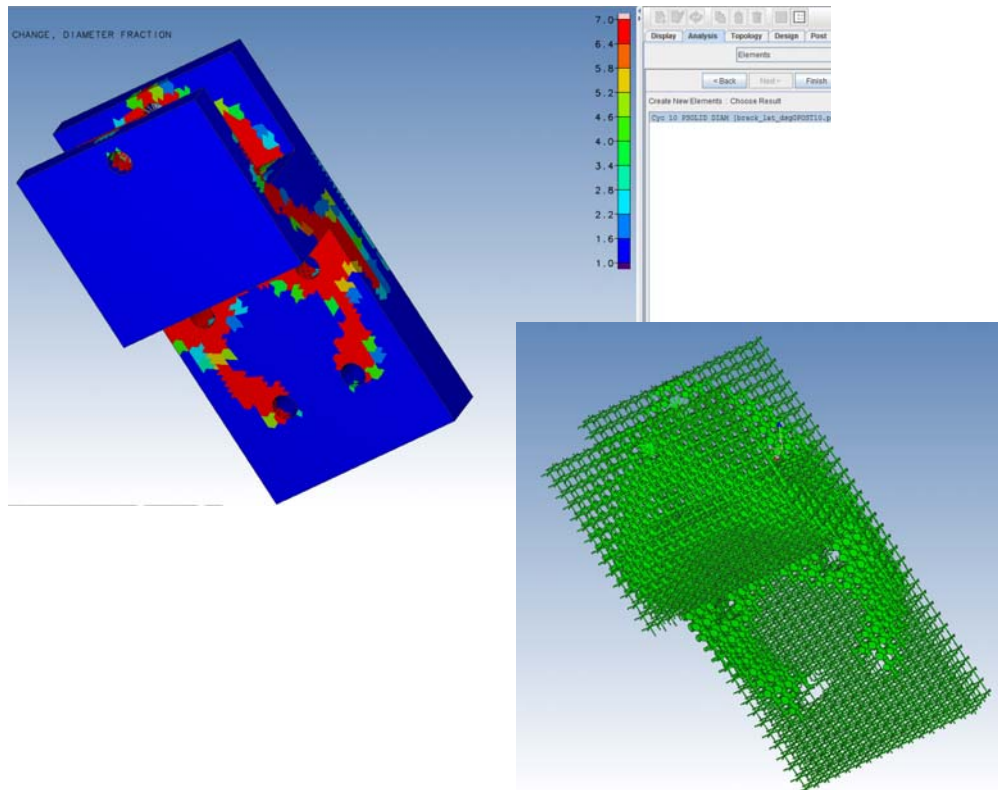 CHANGE, DIAMETER FRACTION
7.0
6.4
5.8
5.2
4.6
4.0
3.4
2.8
2.2
1.6
1.0
Display Analysis Topology Design Post
Elements
< Back Next > Finish
Create New Elements : Choose Result
Cyc 10 PSOLID DIAM